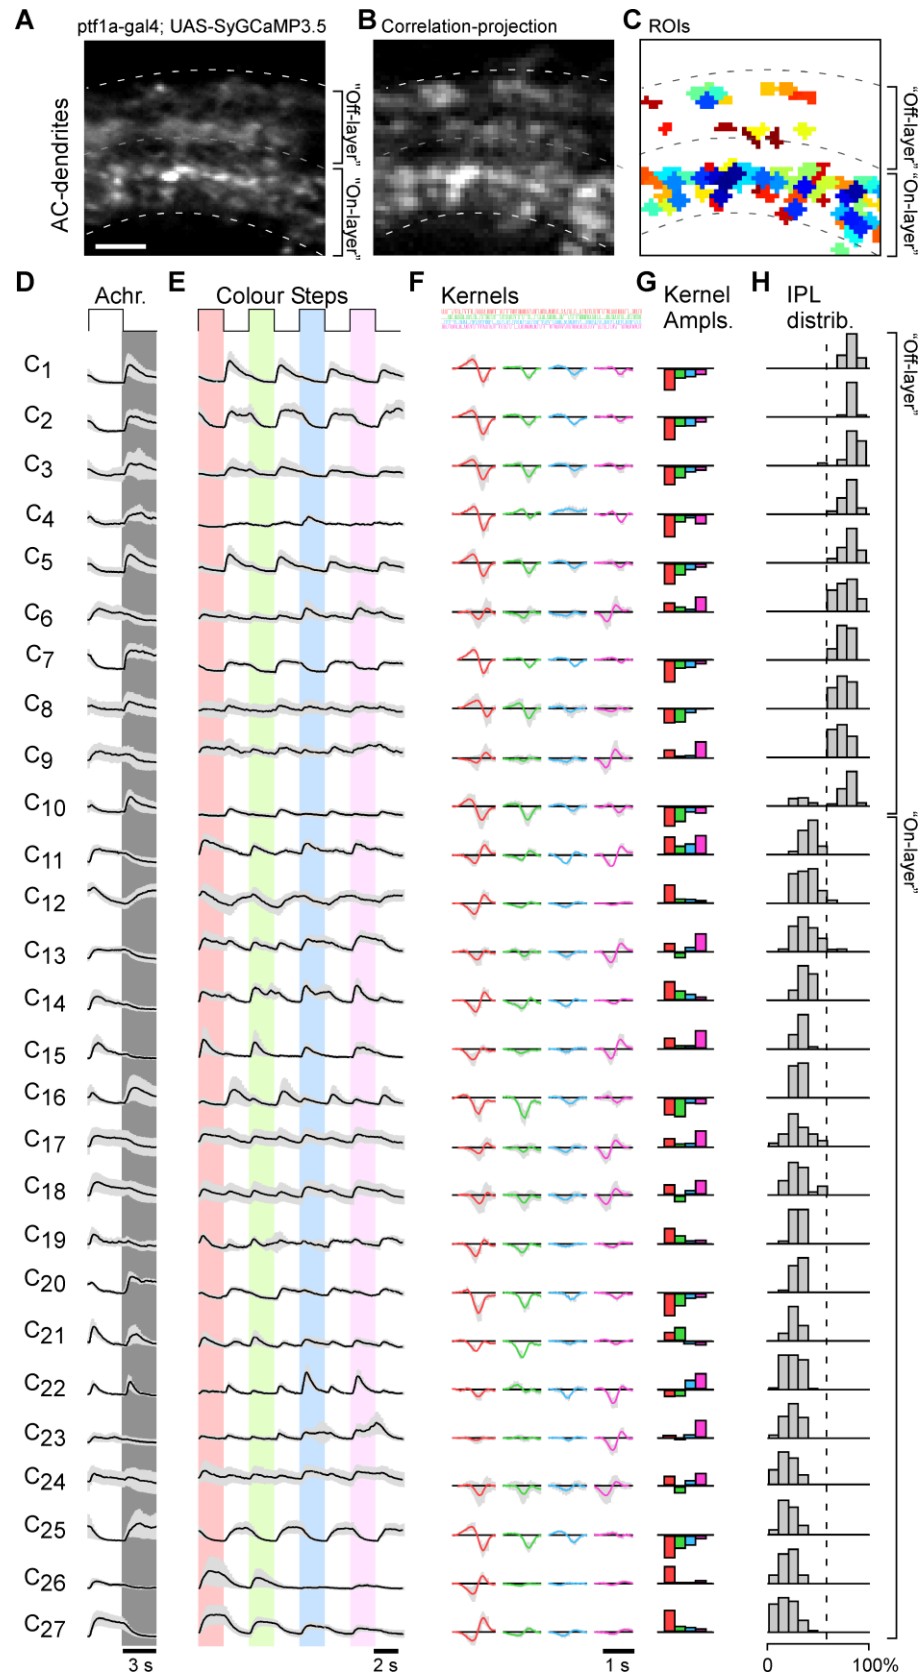 A ptf1a-gal4; UAS-SyGCaMP3.5 B Correlation-projection C ROIs
AC-dendrites
"Off-layer"
"On-layer"
"Off-layer"
"On-layer"
D Achr. E Colour Steps F Kernels G Kernel Ampls. H IPL distrib.
C1
C2
C3
C4
C5
C6
C7
C8
C9
C10
C11
C12
C13
C14
C15
C16
C17
C18
C19
C20
C21
C22
C23
C24
C25
C26
C27
"Off-layer"
"On-layer"
3 s 2 s 1 s 0 100%